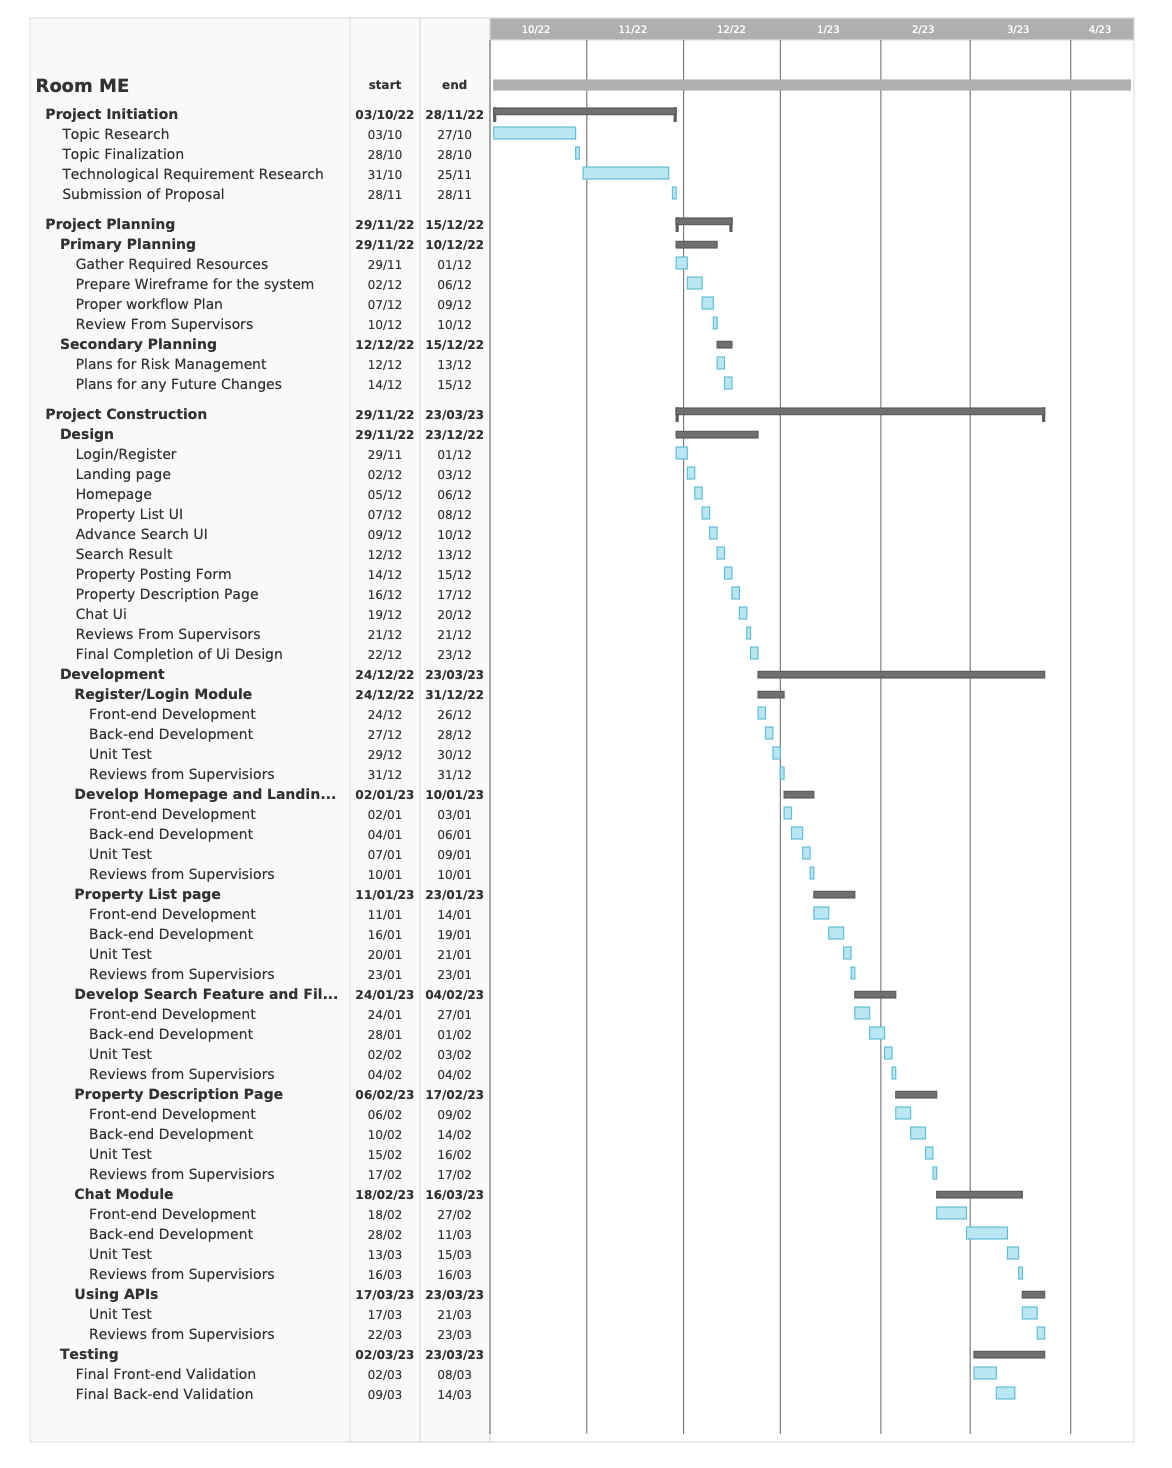 10/22 11/22 12/22 1/23 2/23 3/23 4/23
Room ME start end
Project Initiation 03/10/22 28/11/22
Topic Research 03/10 27/10
Topic Finalization 28/10 28/10
Technological Requirement Research 31/10 25/11
Submission of Proposal 28/11 28/11
Project Planning 29/11/22 15/12/22
Primary Planning 29/11/22 10/12/22
Gather Required Resources 29/11 01/12
Prepare Wireframe for the system 02/12 06/12
Proper workflow Plan 07/12 09/12
Review From Supervisors 10/12 10/12
Secondary Planning 12/12/22 15/12/22
Plans for Risk Management 12/12 13/12
Plans for any Future Changes 14/12 15/12
Project Construction 29/11/22 23/03/23
Design 29/11/22 23/12/22
Login/Register 29/11 01/12
Landing page 02/12 03/12
Homepage 05/12 06/12
Property List UI 07/12 08/12
Advance Search UI 09/12 10/12
Search Result 12/12 13/12
Property Posting Form 14/12 15/12
Property Description Page 16/12 17/12
Chat Ui 19/12 20/12
Reviews From Supervisors 21/12 21/12
Final Completion of Ui Design 22/12 23/12
Development 24/12/22 23/03/23
Register/Login Module 24/12/22 31/12/22
Front-end Development 24/12 26/12
Back-end Development 27/12 28/12
Unit Test 29/12 30/12
Reviews from Supervisiors 31/12 31/12
Develop Homepage and Landin... 02/01/23 10/01/23
Front-end Development 02/01 03/01
Back-end Development 04/01 06/01
Unit Test 07/01 09/01
Reviews from Supervisiors 10/01 10/01
Property List page 11/01/23 23/01/23
Front-end Development 11/01 14/01
Back-end Development 16/01 19/01
Unit Test 20/01 21/01
Reviews from Supervisiors 23/01 23/01
Develop Search Feature and Fil... 24/01/23 04/02/23
Front-end Development 24/01 27/01
Back-end Development 28/01 01/02
Unit Test 02/02 03/02
Reviews from Supervisiors 04/02 04/02
Property Description Page 06/02/23 17/02/23
Front-end Development 06/02 09/02
Back-end Development 10/02 14/02
Unit Test 15/02 16/02
Reviews from Supervisiors 17/02 17/02
Chat Module 18/02/23 16/03/23
Front-end Development 18/02 27/02
Back-end Development 28/02 11/03
Unit Test 13/03 15/03
Reviews from Supervisiors 16/03 16/03
Using APIs 17/03/23 23/03/23
Unit Test 17/03 21/03
Reviews from Supervisiors 22/03 23/03
Testing 02/03/23 23/03/23
Final Front-end Validation 02/03 08/03
Final Back-end Validation 09/03 14/03